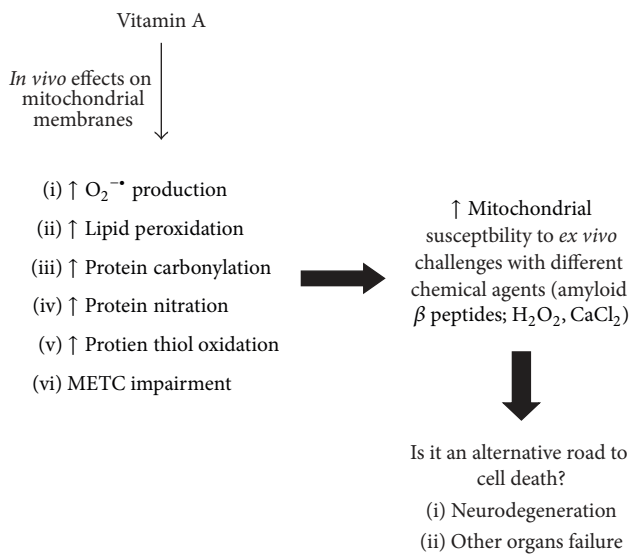 Vitamin A
In vivo effects on
mitochondrial
membranes
(i) ↑ O₂⁻• production
(ii) ↑ Lipid peroxidation
(iii) ↑ Protein carbonylation
(iv) ↑ Protein nitration
(v) ↑ Protien thiol oxidation
(vi) METC impairment
↑ Mitochondrial
susceptbility to ex vivo
challenges with different
chemical agents (amyloid
β peptides; H₂O₂, CaCl₂)
Is it an alternative road to
cell death?
(i) Neurodegeneration
(ii) Other organs failure